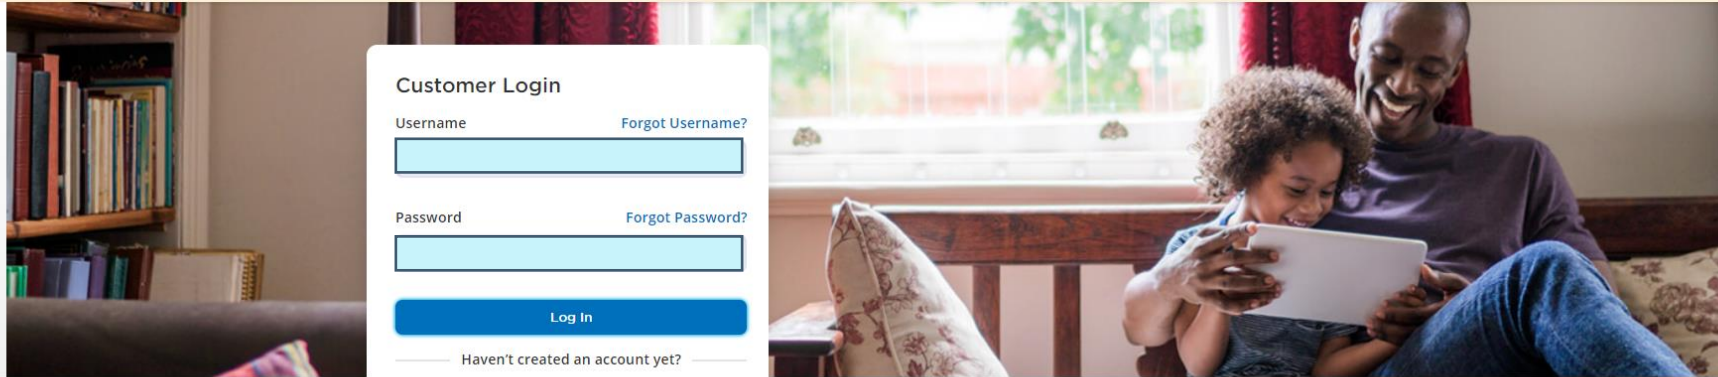 Customer Login
Username Forgot Username?
Password Forgot Password?
Log In
Haven't created an account yet?